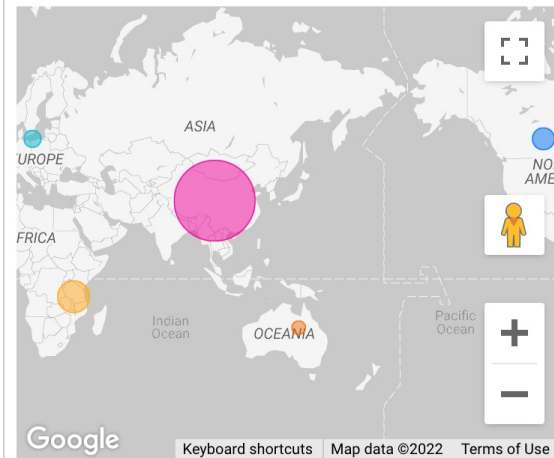 ASIA
UROPE
NO
AME
FRICA
Indian
Ocean
OCEANIA
Pacific
Ocean
Google
Keyboard shortcuts
Map data ©2022
Terms of Use